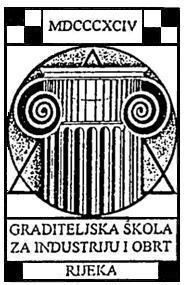 MDCCCXCIV
GRADITELJSKA ŠKOLA
ZA INDUSTRIJU I OBRT
RIJEKA